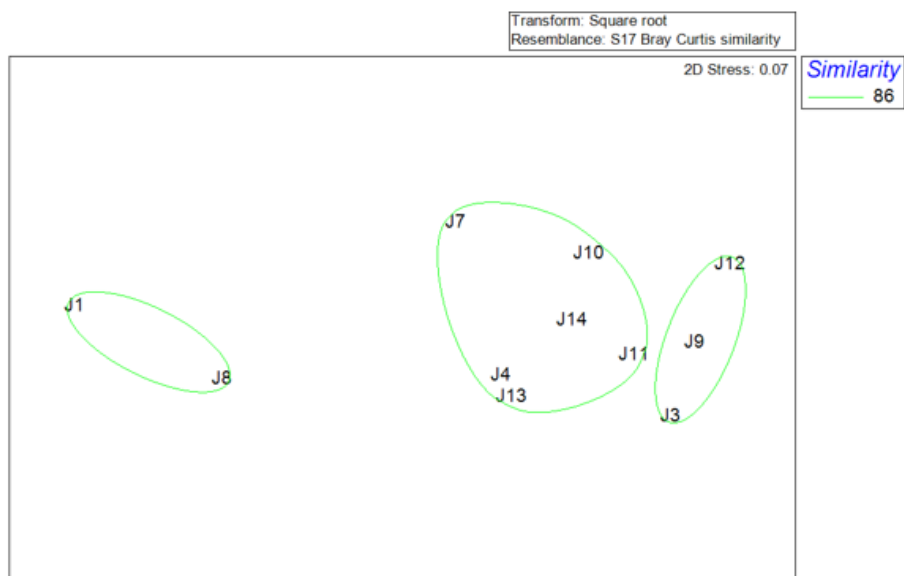 Transform: Square root
Resemblance: S17 Bray Curtis similarity
2D Stress: 0.07
Similarity
86
J7
J10
J12
J1
J14
J9
J11
J4
J8
J13
J3